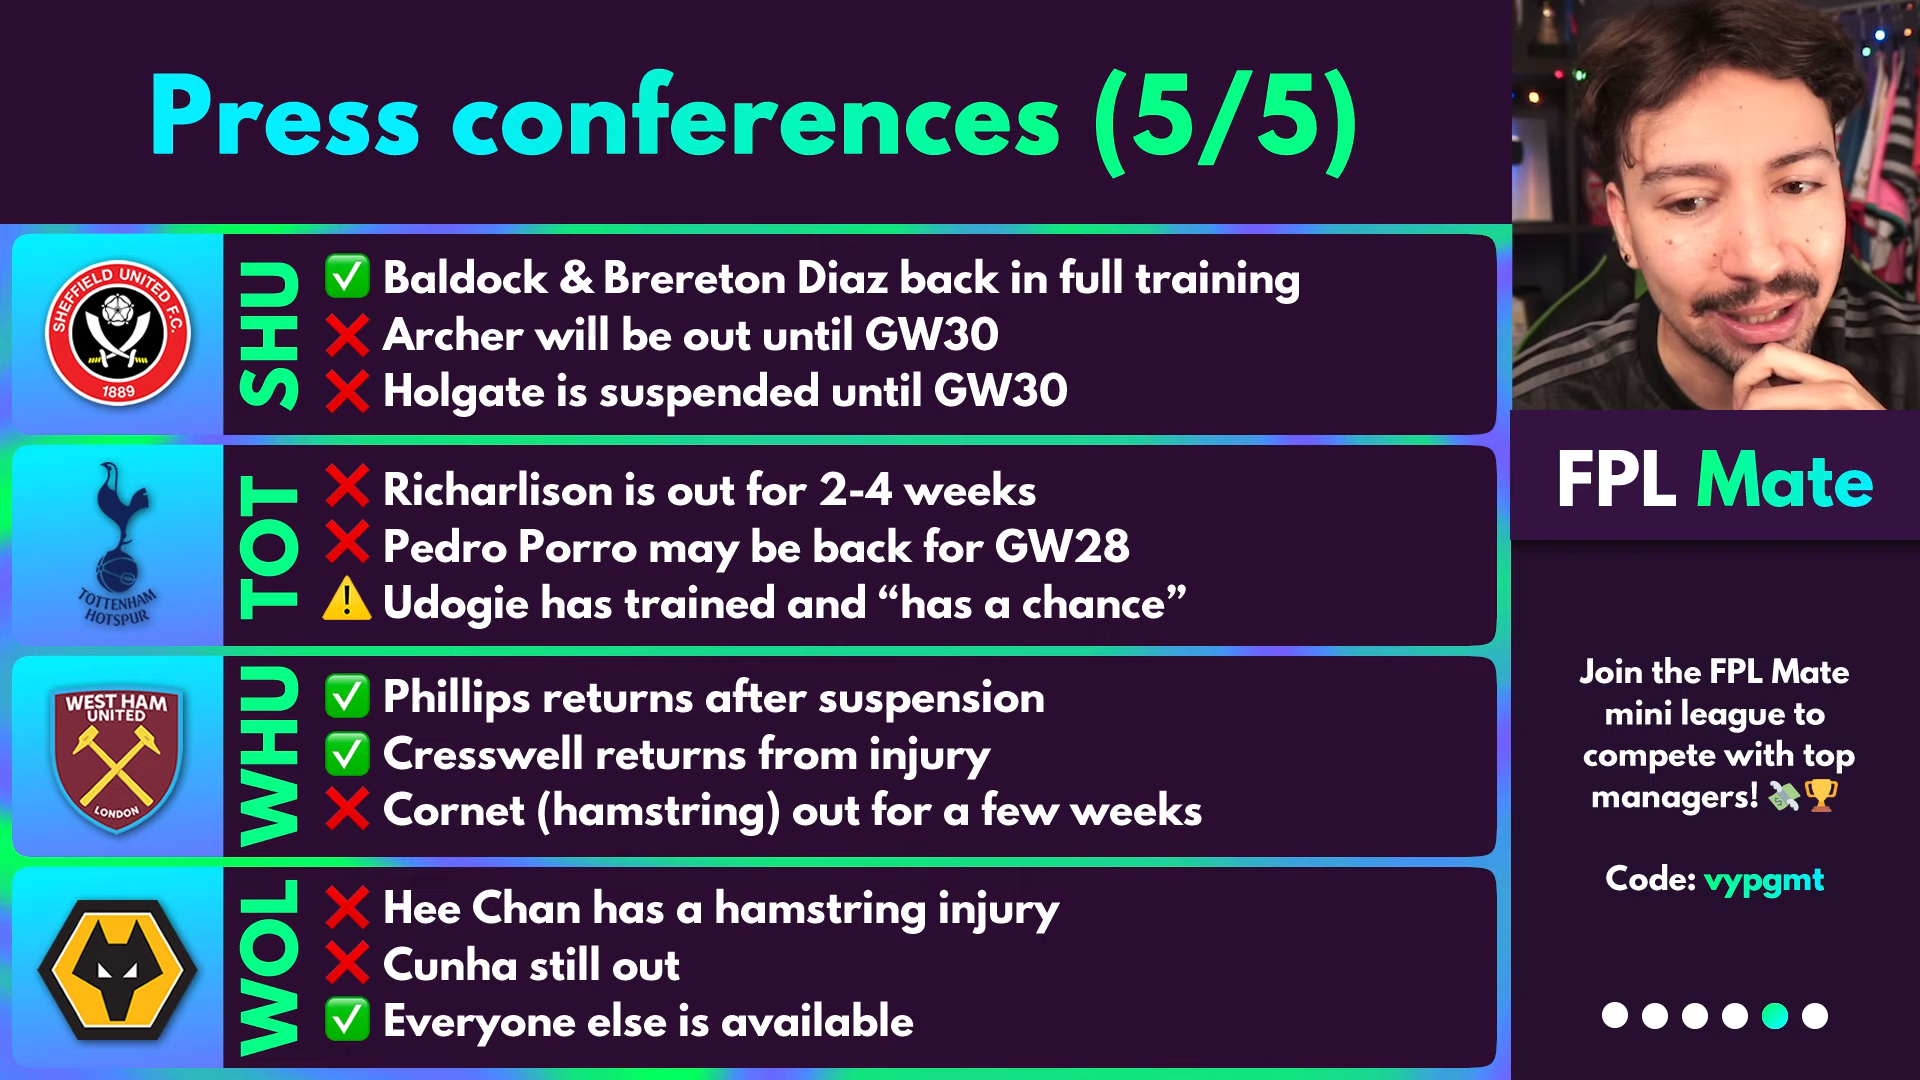 Press conferences (5/5)
SHEFFIELD UNITED F.C.
1889
SHU
✅ Baldock & Brereton Diaz back in full training
❌ Archer will be out until GW30
❌ Holgate is suspended until GW30
TOTTENHAM
HOTSPUR
TOT
❌ Richarlison is out for 2-4 weeks
❌ Pedro Porro may be back for GW28
⚠️ Udogie has trained and “has a chance”
WEST HAM
UNITED
LONDON
WHU
✅ Phillips returns after suspension
✅ Cresswell returns from injury
❌ Cornet (hamstring) out for a few weeks
WOL
❌ Hee Chan has a hamstring injury
❌ Cunha still out
✅ Everyone else is available
FPL Mate
Join the FPL Mate
mini league to
compete with top
managers! 💸🏆
Code: vypgmt